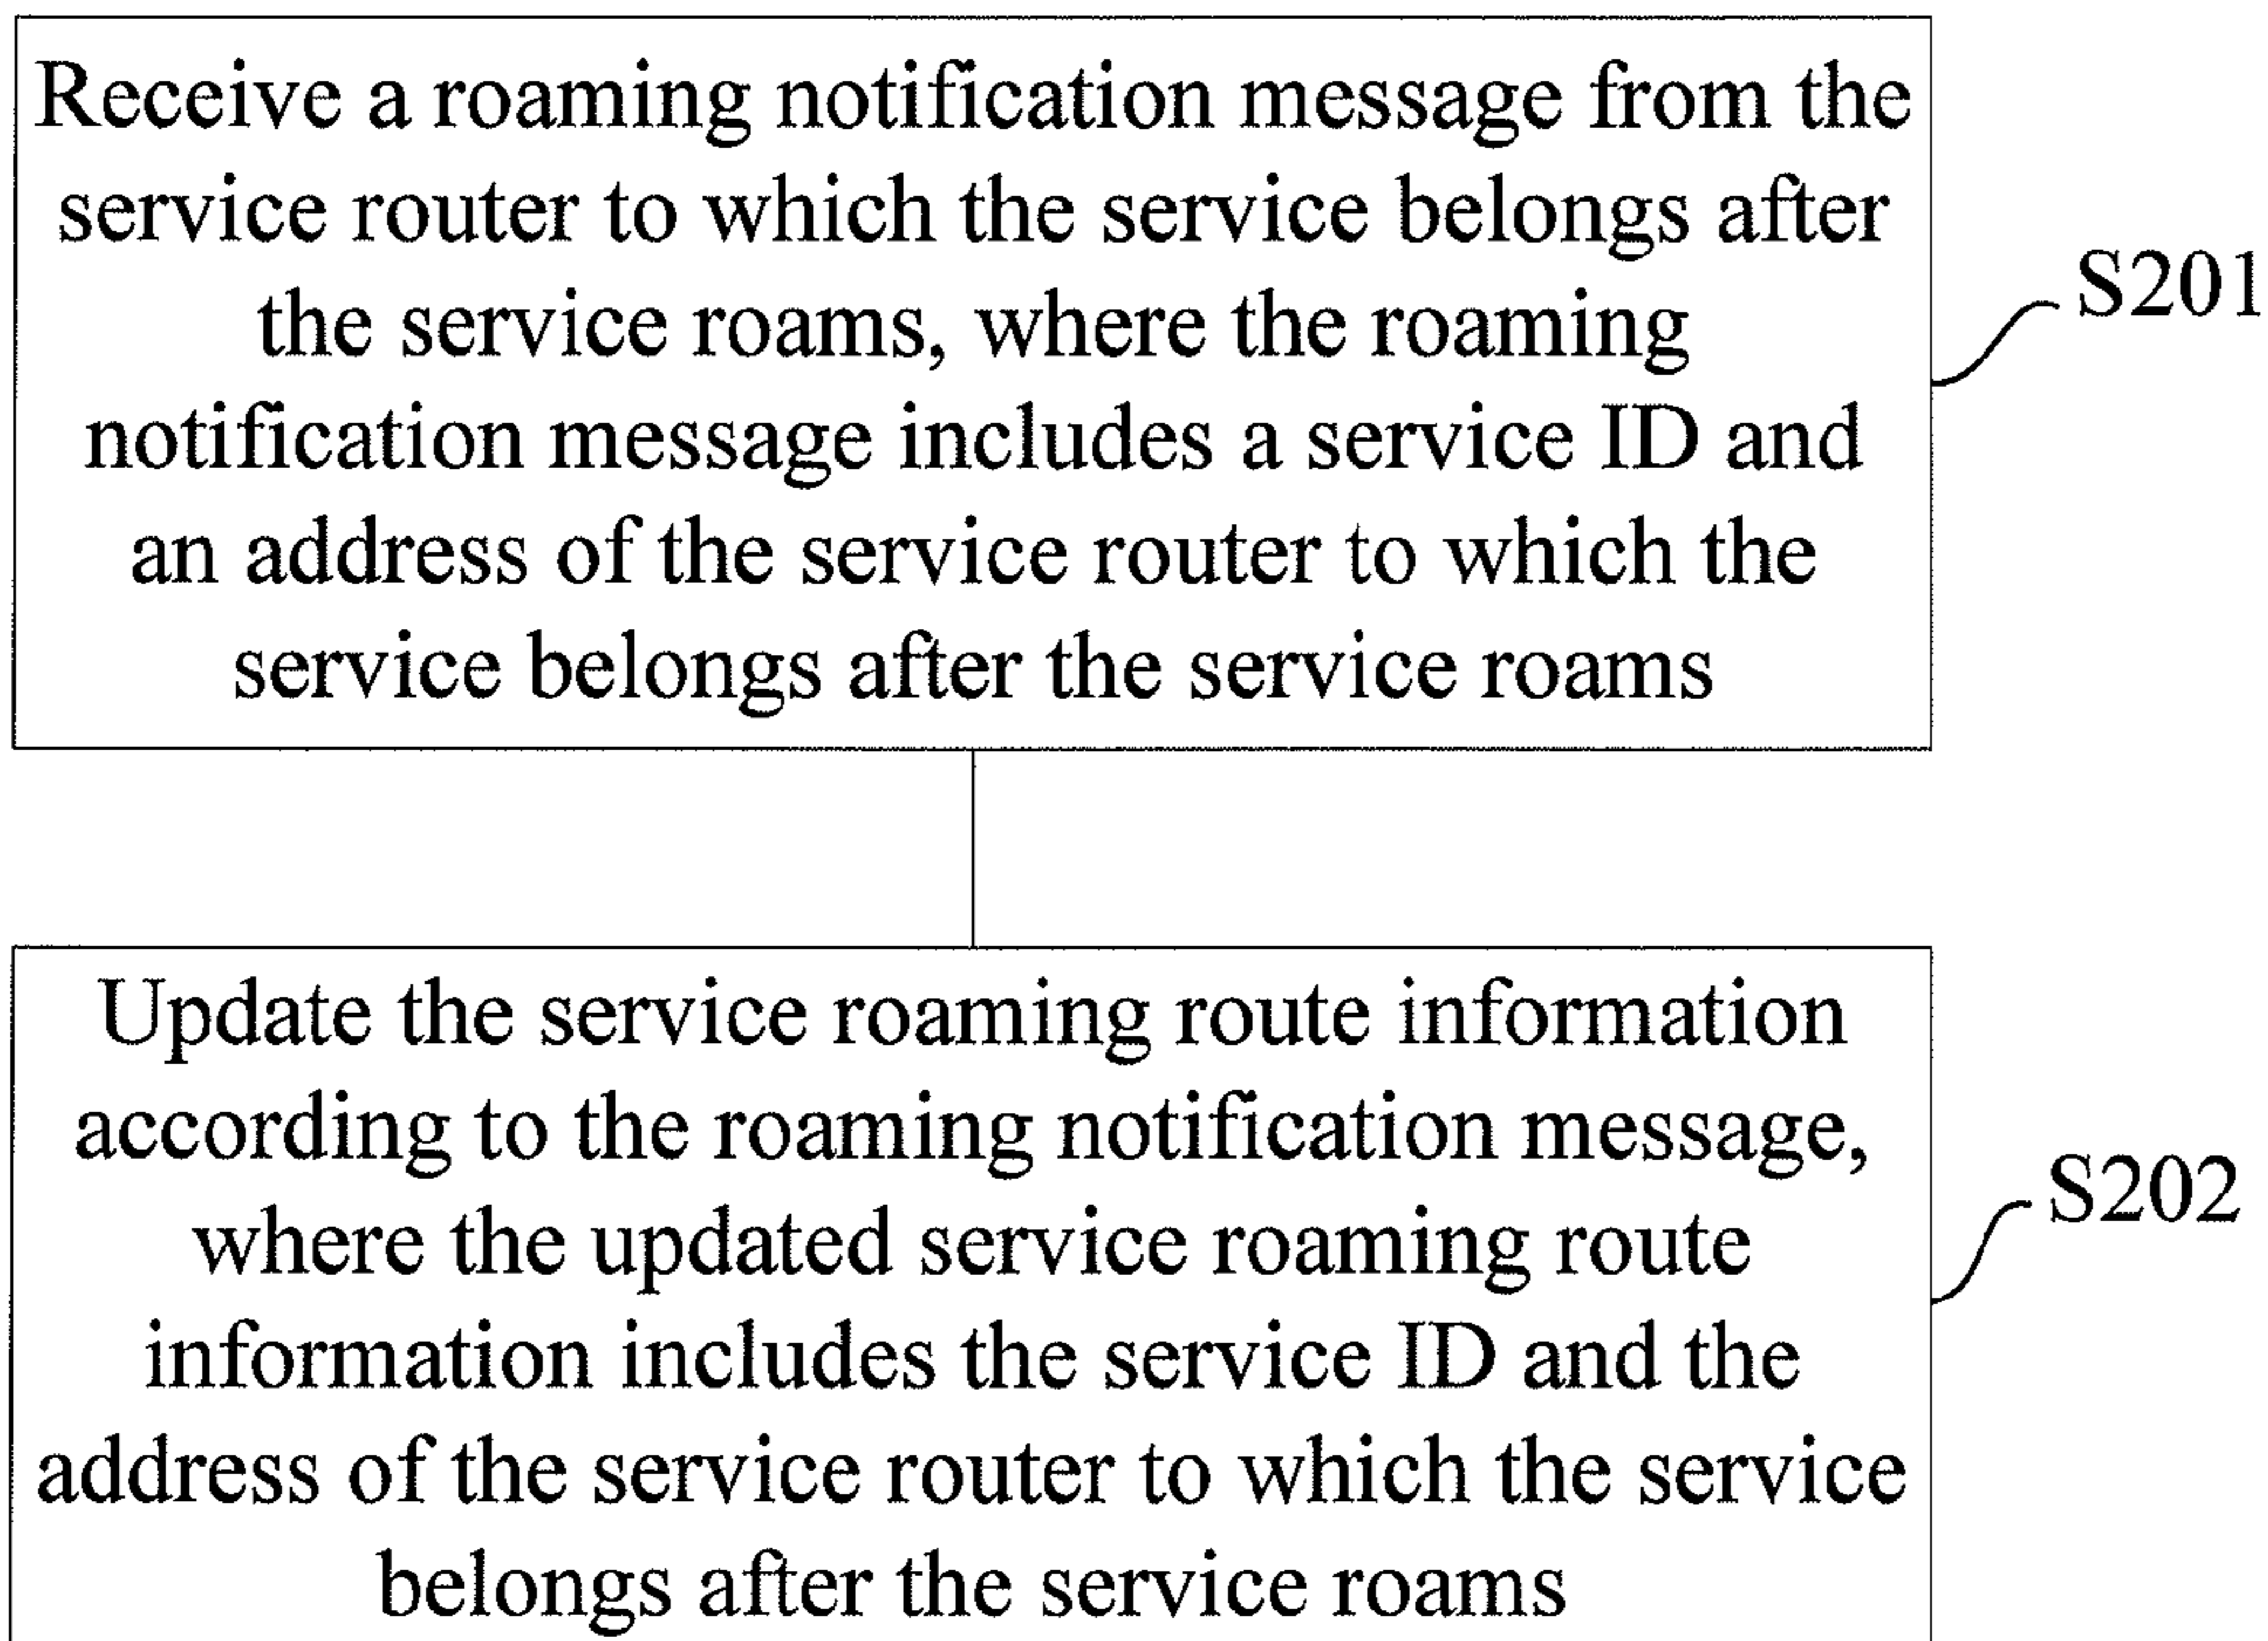 Receive a roaming notification message from the
service router to which the service belongs after
the service roams, where the roaming
notification message includes a service ID and
an address of the service router to which the
service belongs after the service roams
S201
Update the service roaming route information
according to the roaming notification message,
where the updated service roaming route
information includes the service ID and the
address of the service router to which the service
belongs after the service roams
S202